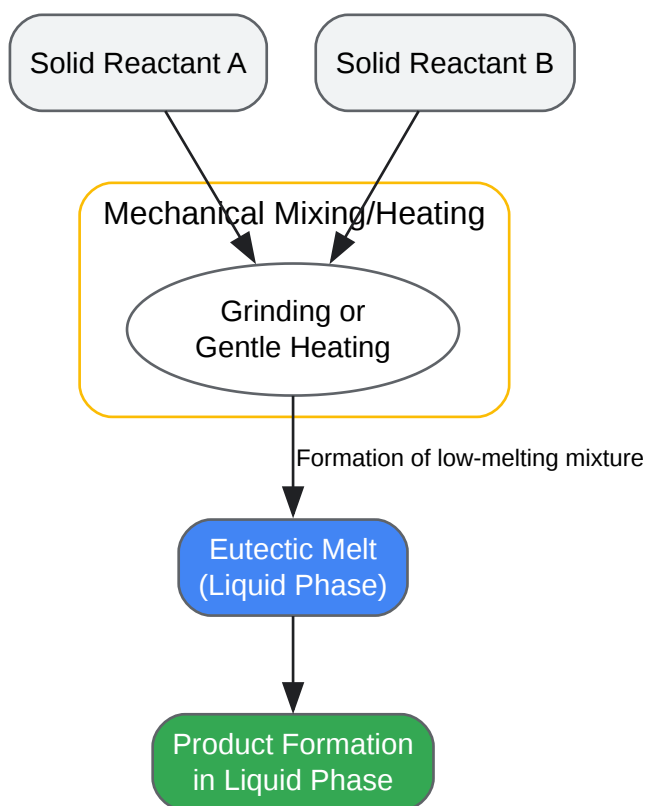 Solid Reactant A
Solid Reactant B
Mechanical Mixing/Heating
Grinding or
Gentle Heating
Formation of low-melting mixture
Eutectic Melt
(Liquid Phase)
Product Formation
in Liquid Phase